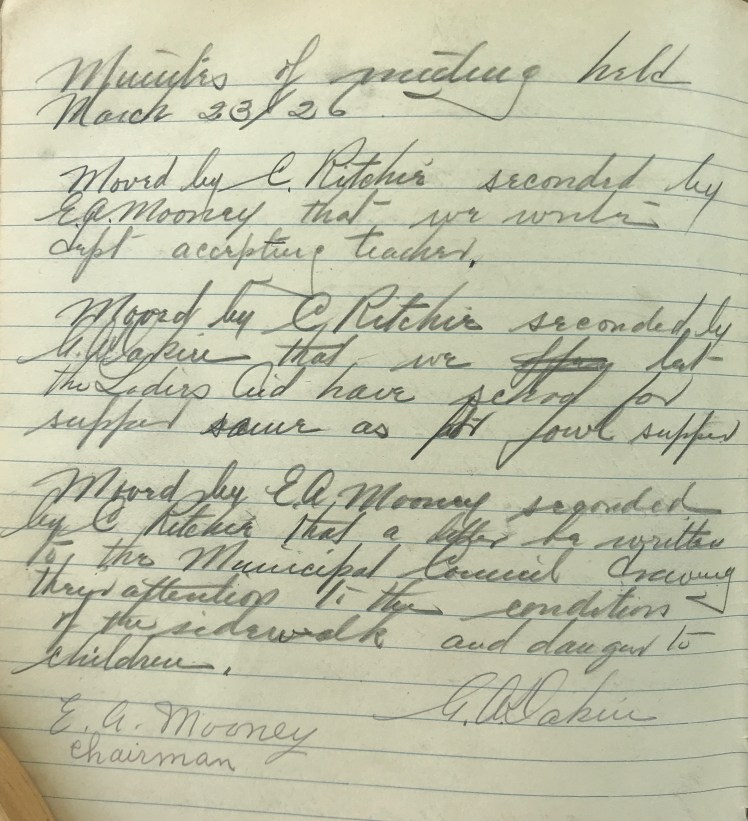 Minutes of meeting held
March 23/26
Moved by C. Ritchie seconded by
E.A. Mooney that we write
dept accepting teacher.
Moved by C Ritchie seconded by
G.A. Dakin that we let
the Ladies Aid have school for
supper same as for fowl supper
Moved by E.A Mooney seconded
by C Ritchie that a letter be written
to the Municipal Council drawing
their attention to the condition
of the sidewalk and danger to
children.
G.A. Dakin
E. A. Mooney
chairman